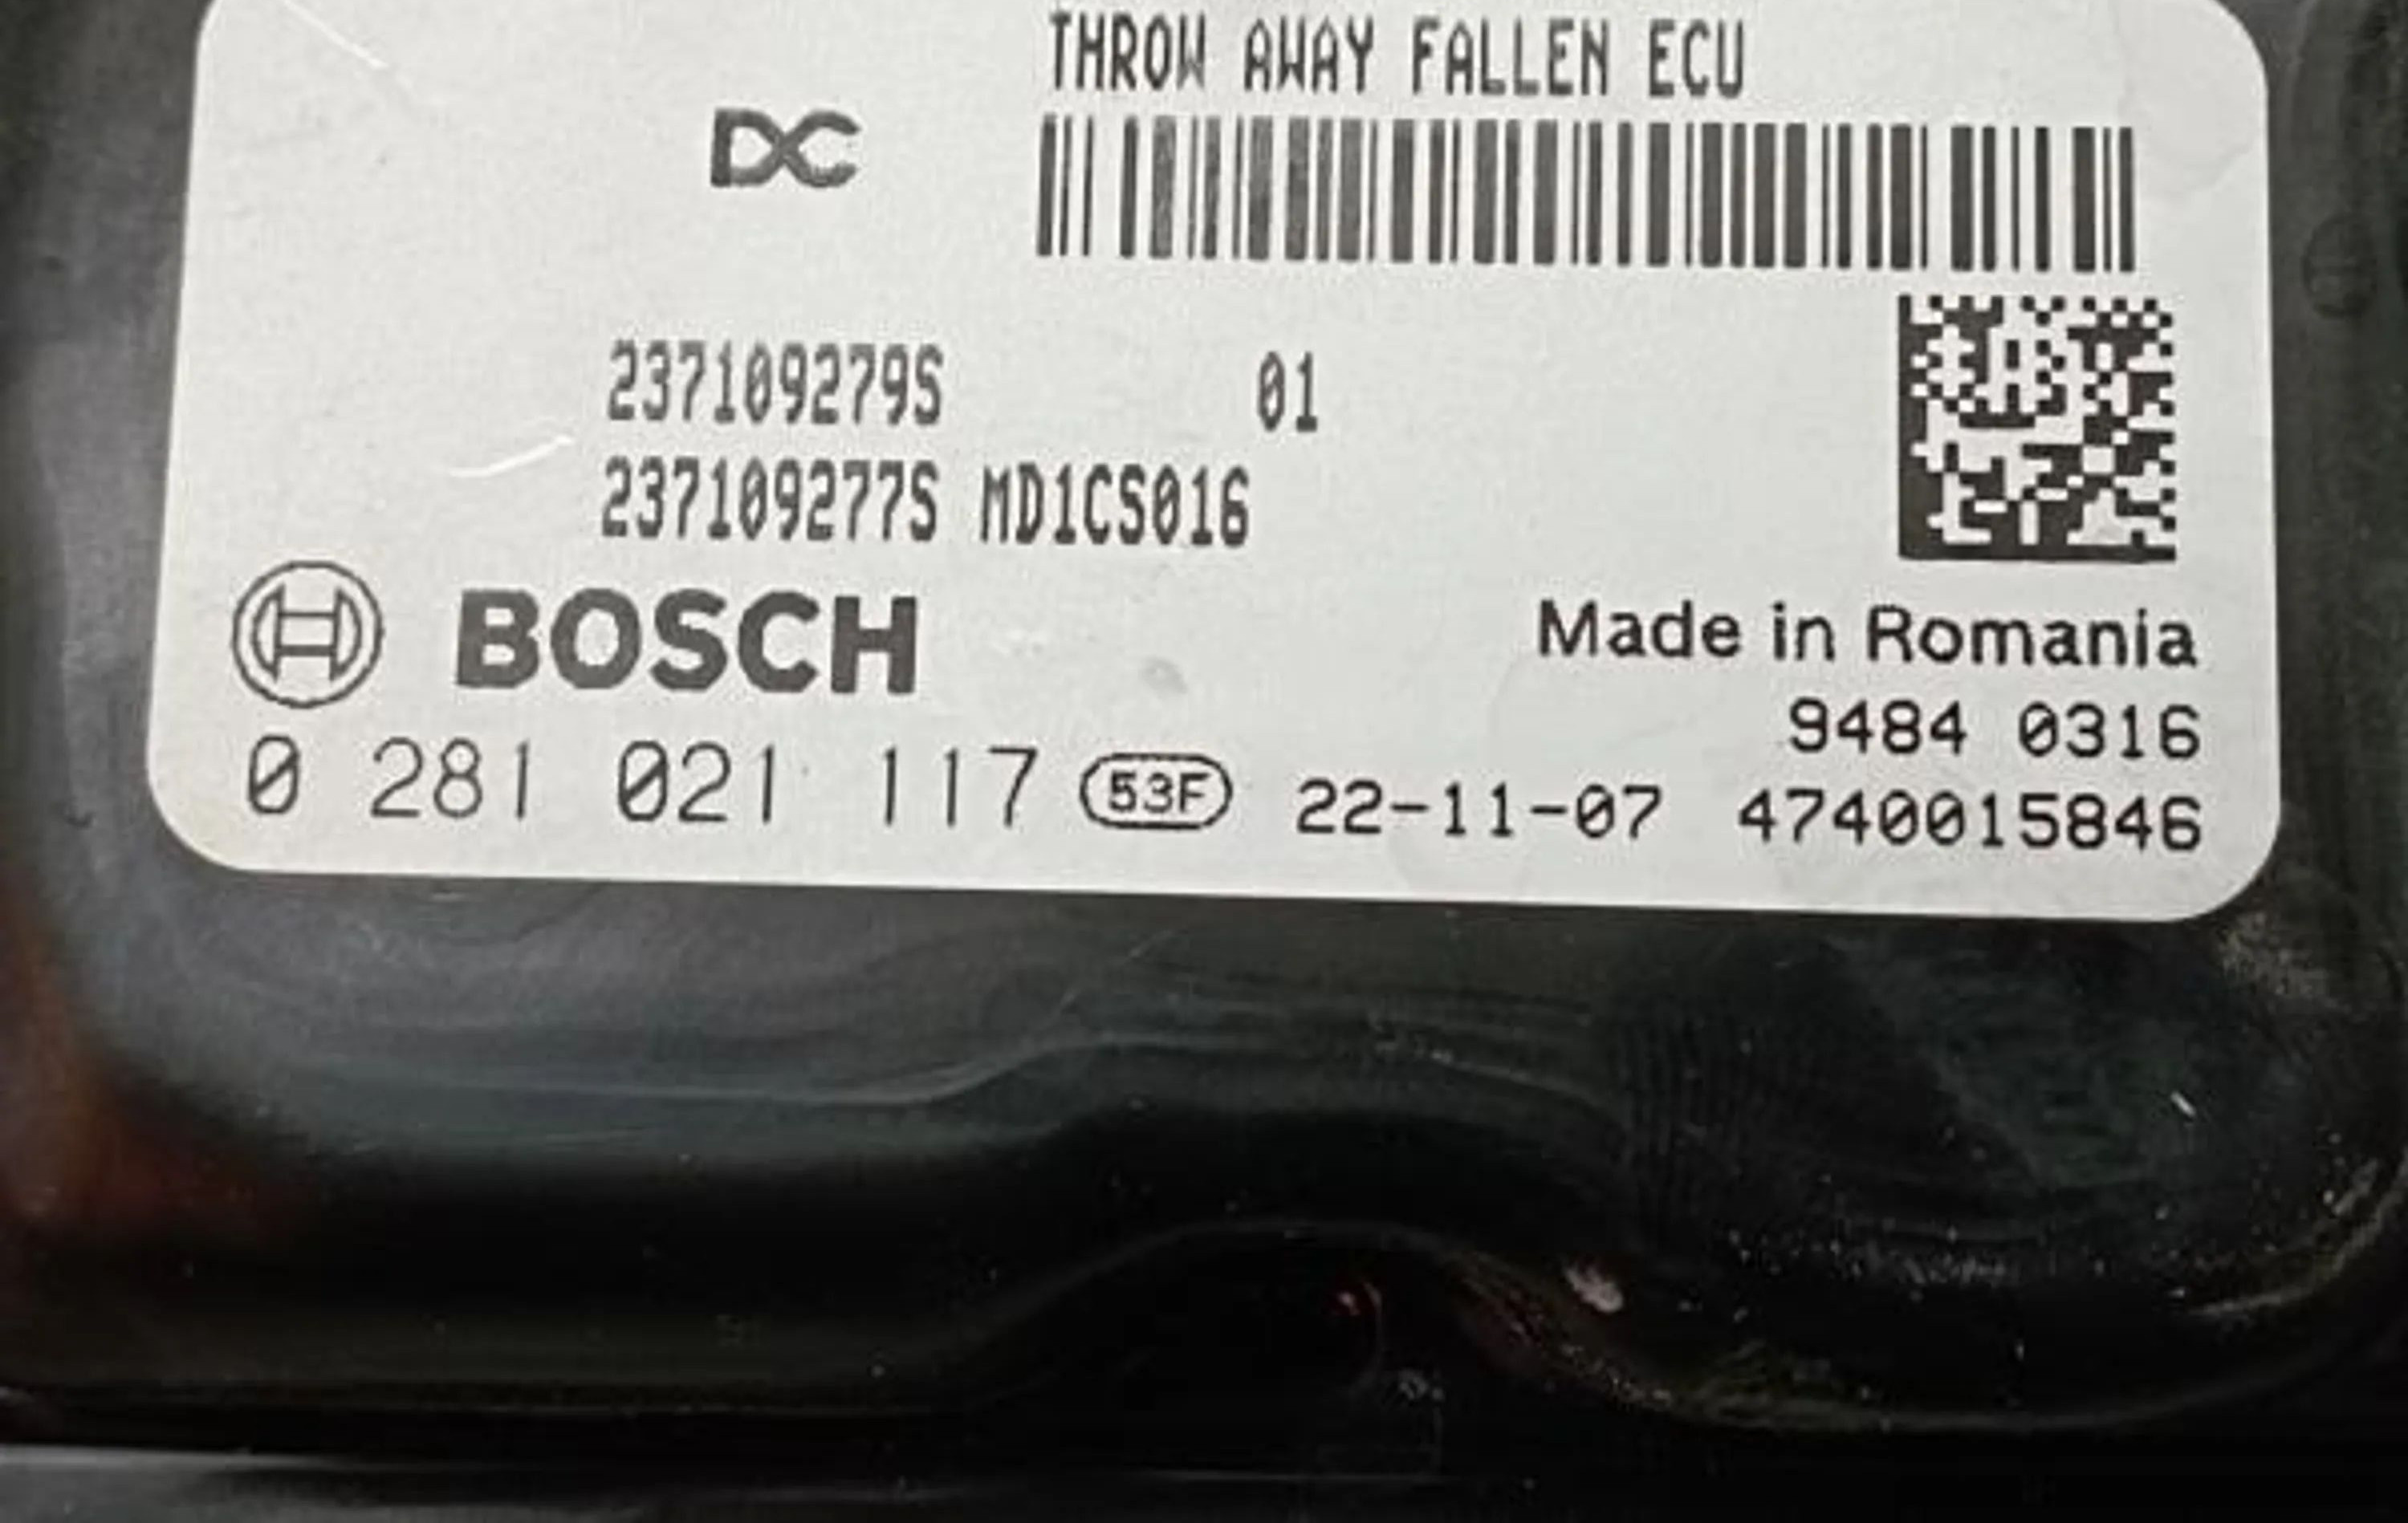 THROW AWAY FALLEN ECU
DC
237109279S 01
237109277S MD1CS016
BOSCH
Made in Romania
9484 0316
0 281 021 117 53F 22-11-07 4740015846